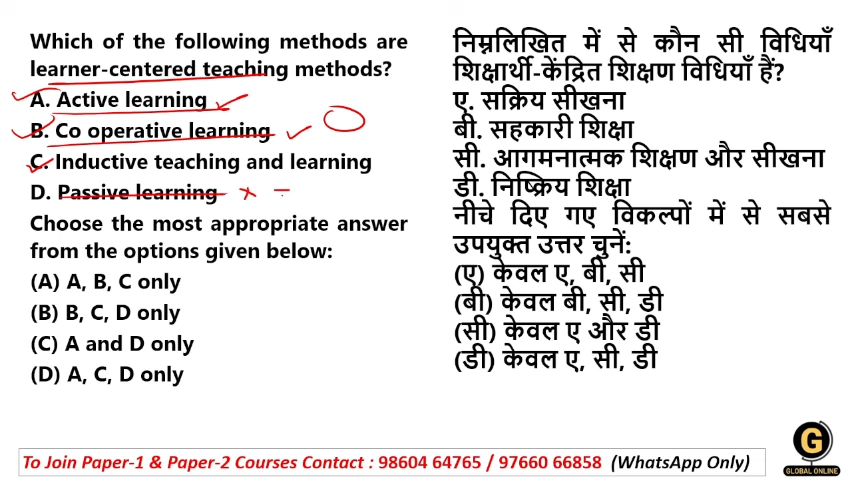 Which of the following methods are
learner-centered teaching methods?
A. Active learning
B. Co operative learning
C. Inductive teaching and learning
D. Passive learning
Choose the most appropriate answer
from the options given below:
(A) A, B, C only
(B) B, C, D only
(C) A and D only
(D) A, C, D only
निम्नलिखित में से कौन सी विधियाँ
शिक्षार्थी-केंद्रित शिक्षण विधियाँ हैं?
ए. सक्रिय सीखना
बी. सहकारी शिक्षा
सी. आगमनात्मक शिक्षण और सीखना
डी. निष्क्रिय शिक्षा
नीचे दिए गए विकल्पों में से सबसे
उपयुक्त उत्तर चुनें:
(ए) केवल ए, बी, सी
(बी) केवल बी, सी, डी
(सी) केवल ए और डी
(डी) केवल ए, सी, डी
G
GLOBAL ONLINE
To Join Paper-1 & Paper-2 Courses Contact : 98604 64765 / 97660 66858 (WhatsApp Only)